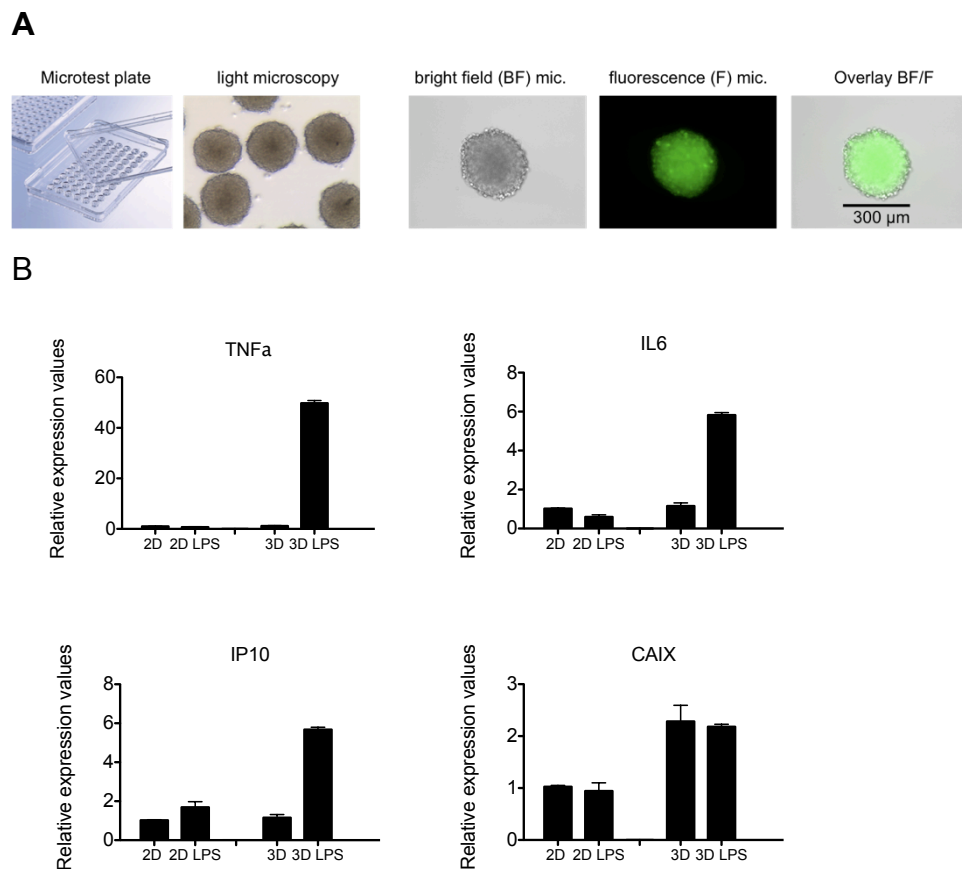 A
Microtest plate
light microscopy
bright field (BF) mic.
fluorescence (F) mic.
Overlay BF/F
300 µm
B
TNFa
Relative expression values
60
40
20
0
2D 2D LPS 3D 3D LPS
IL6
Relative expression values
8
6
4
2
0
2D 2D LPS 3D 3D LPS
IP10
Relative expression values
8
6
4
2
0
2D 2D LPS 3D 3D LPS
CAIX
Relative expression values
3
2
1
0
2D 2D LPS 3D 3D LPS